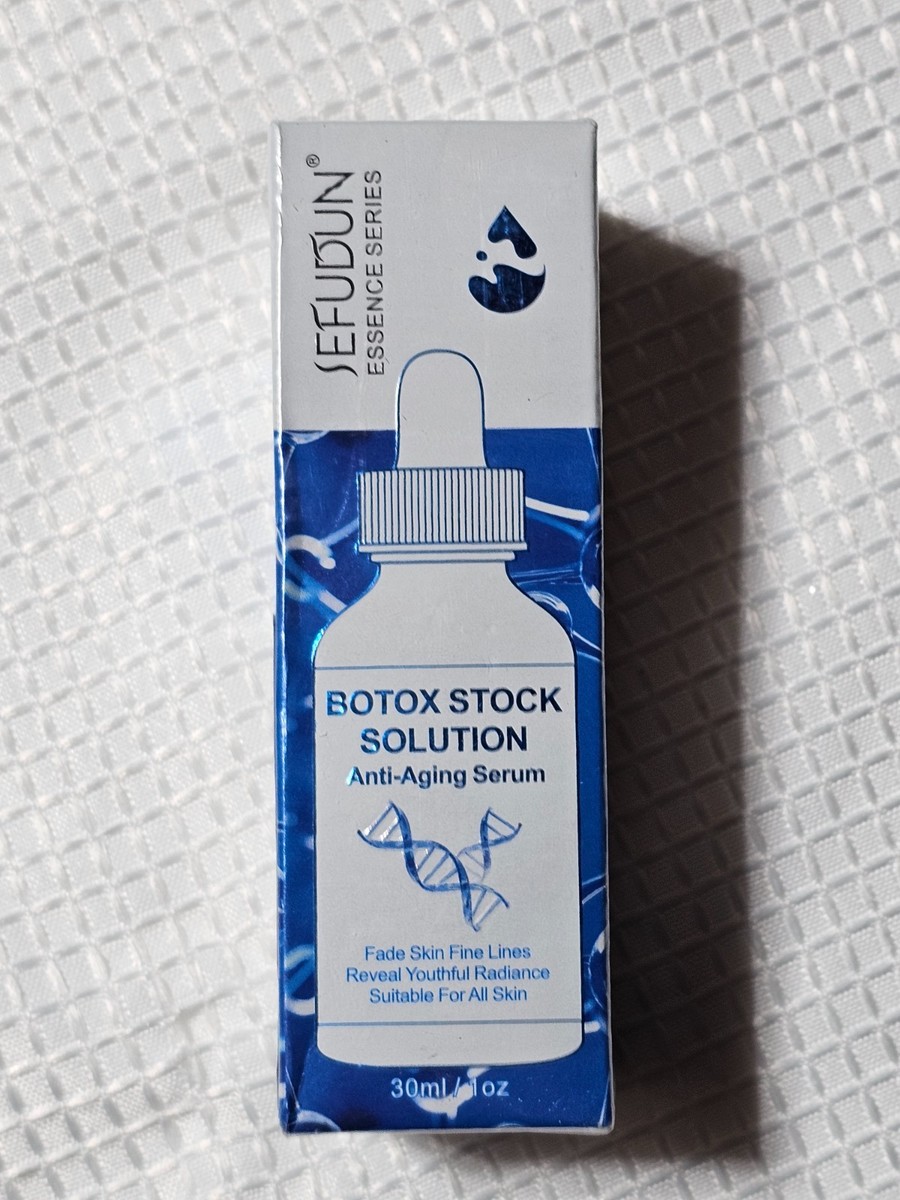 SEFUDUN®
ESSENCE SERIES
BOTOX STOCK
SOLUTION
Anti-Aging Serum
Fade Skin Fine Lines
Reveal Youthful Radiance
Suitable For All Skin
30ml / 1oz